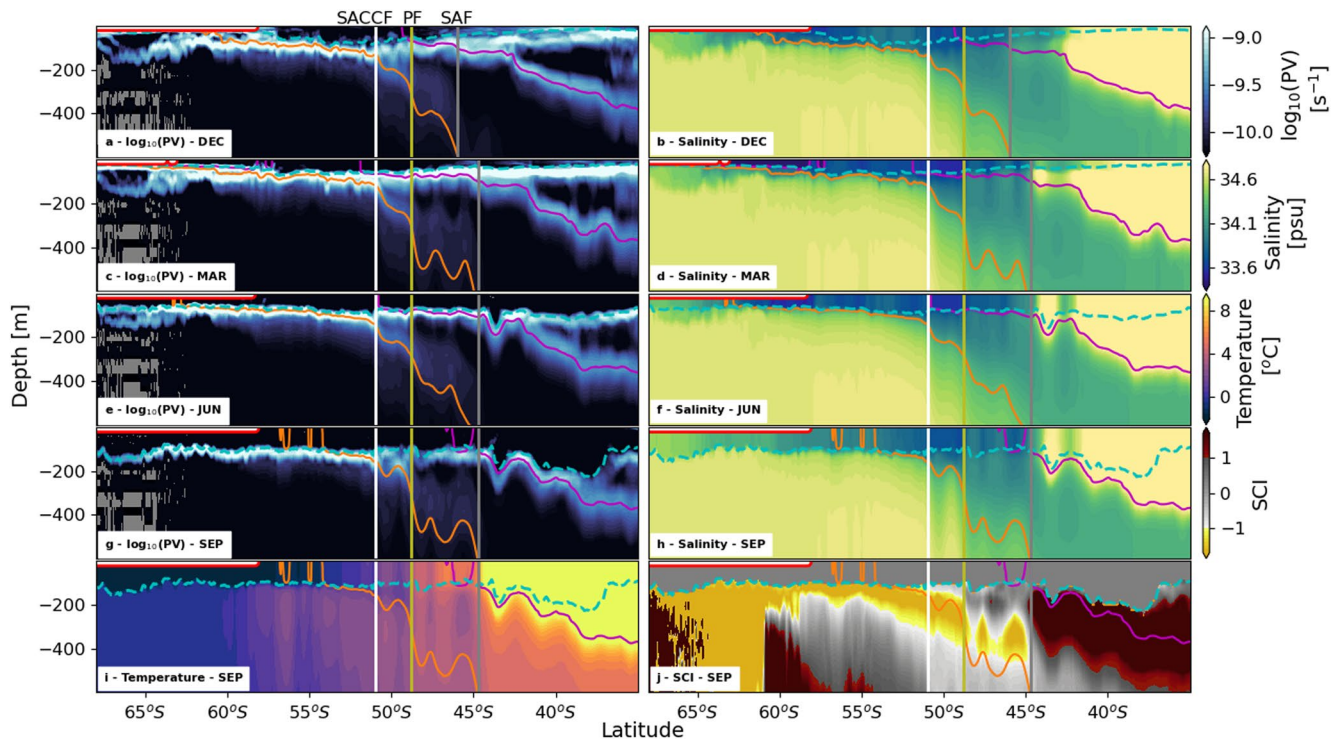 SACCF PF SAF
−200
−400
a - log₁₀(PV) - DEC
b - Salinity - DEC
−9.0
−9.5
−10.0
log₁₀(PV)
[s⁻¹]
−200
−400
c - log₁₀(PV) - MAR
d - Salinity - MAR
34.6
34.1
33.6
Salinity
[psu]
Depth [m]
−200
−400
e - log₁₀(PV) - JUN
f - Salinity - JUN
8
4
0
Temperature
[°C]
−200
−400
g - log₁₀(PV) - SEP
h - Salinity - SEP
1
0
−1
SCI
−200
−400
i - Temperature - SEP
j - SCI - SEP
65°S 60°S 55°S 50°S 45°S 40°S 65°S 60°S 55°S 50°S 45°S 40°S
Latitude